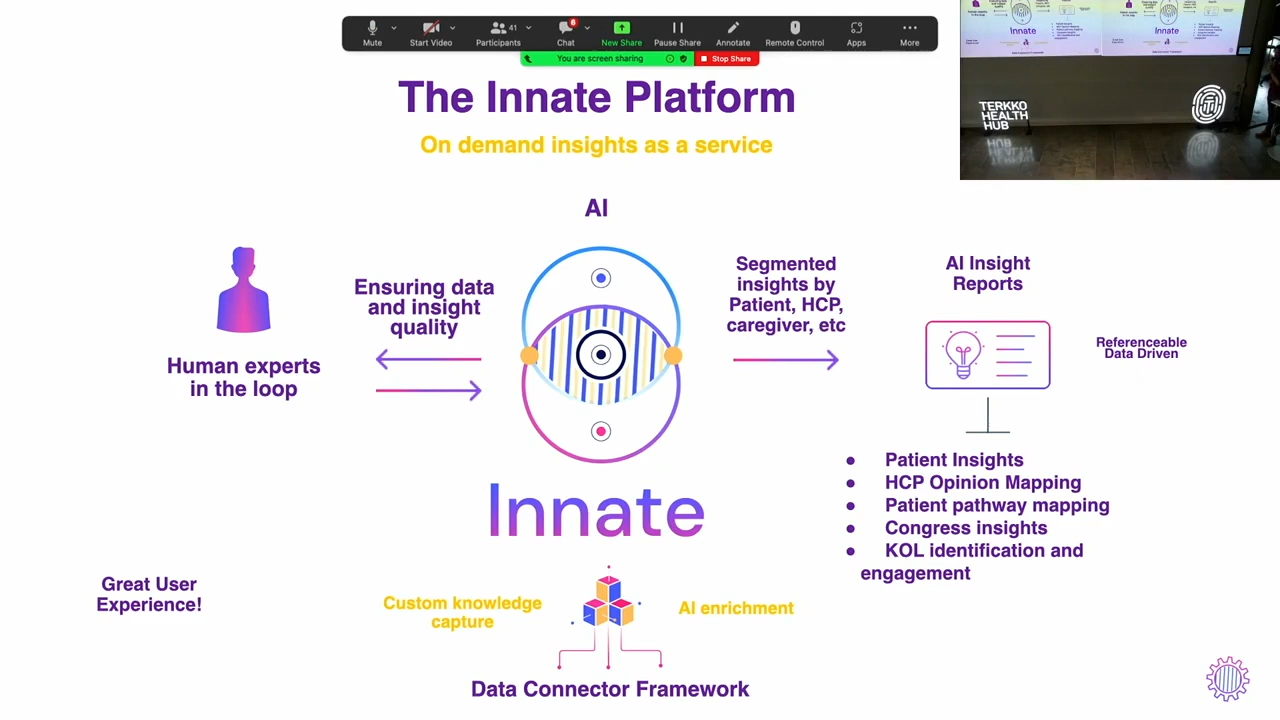 Mute
Start Video
41
Participants
6
Chat
New Share
Pause Share
Annotate
Remote Control
Apps
More
You are screen sharing
Stop Share
The Innate Platform
On demand insights as a service
AI
Ensuring data
and insight
quality
Segmented
insights by
Patient, HCP,
caregiver, etc
AI Insight
Reports
Referenceable
Data Driven
Human experts
in the loop
Innate
• Patient Insights
• HCP Opinion Mapping
• Patient pathway mapping
• Congress insights
• KOL identification and
engagement
Great User
Experience!
Custom knowledge
capture
AI enrichment
Data Connector Framework
Innate
Innate
TERKKO
HEALTH
HUB